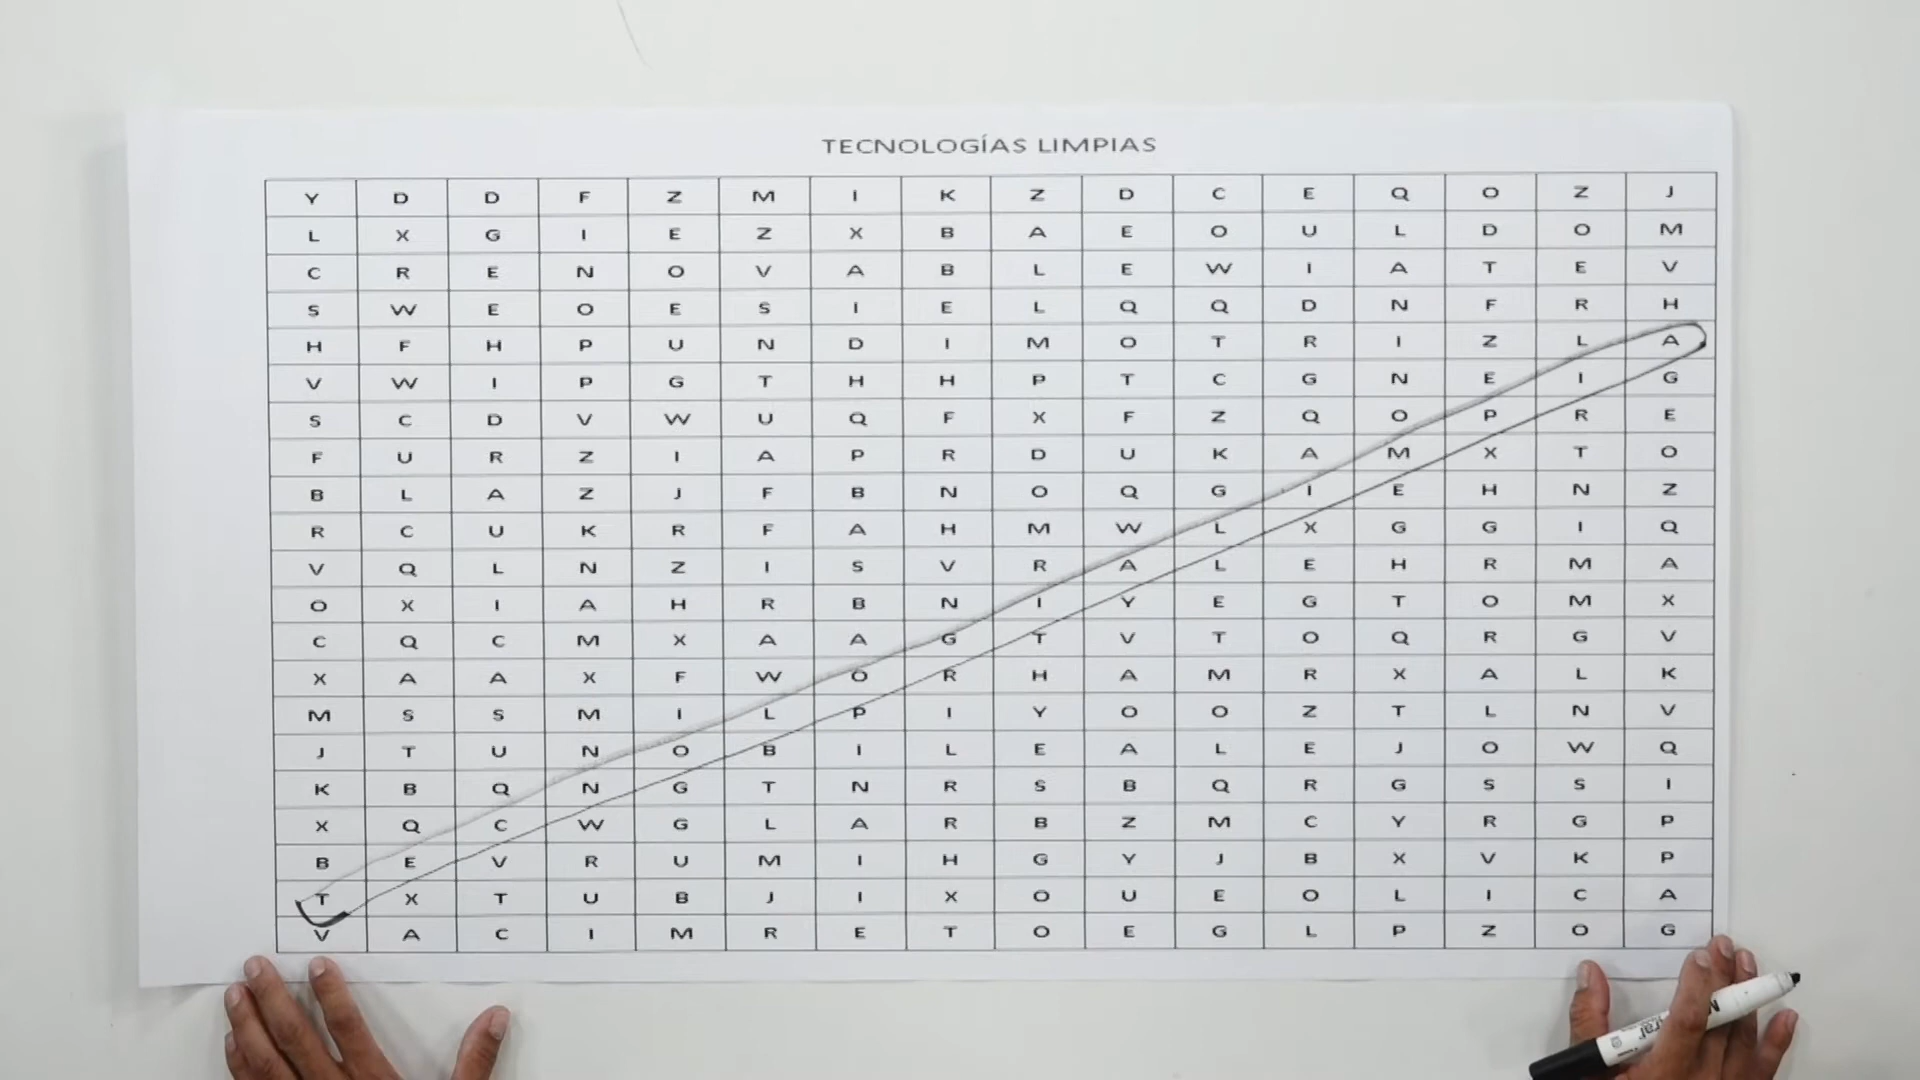 TECNOLOGÍAS LIMPIAS
Y D D F Z M I K Z D C E Q O Z J
L X G I E Z X B A E O U L D O M
C R E N O V A B L E W I A T E V
S W E O E S I E L Q Q D N F R H
H F H P U N D I M O T R I Z L A
V W I P G T H H P T C G N E I G
S C D V W U Q F X F Z Q O P R E
F U R Z I A P R D U K A M X T O
B L A Z J F B N O Q G I E H N Z
R C U K R F A H M W L X G G I Q
V Q L N Z I S V R A L E H R M A
O X I A H R B N I Y E G T O M X
C Q C M X A A G T V T O Q R G V
X A A X F W O R H A M R X A L K
M S S M I L P I Y O O Z T L N V
J T U N O B I L E A L E J O W Q
K B Q N G T N R S B Q R G S S I
X Q C W G L A R B Z M C Y R G P
B E V R U M I H G Y J B X V K P
T X T U B J I X O U E O L I C A
V A C I M R E T O E G L P Z O G